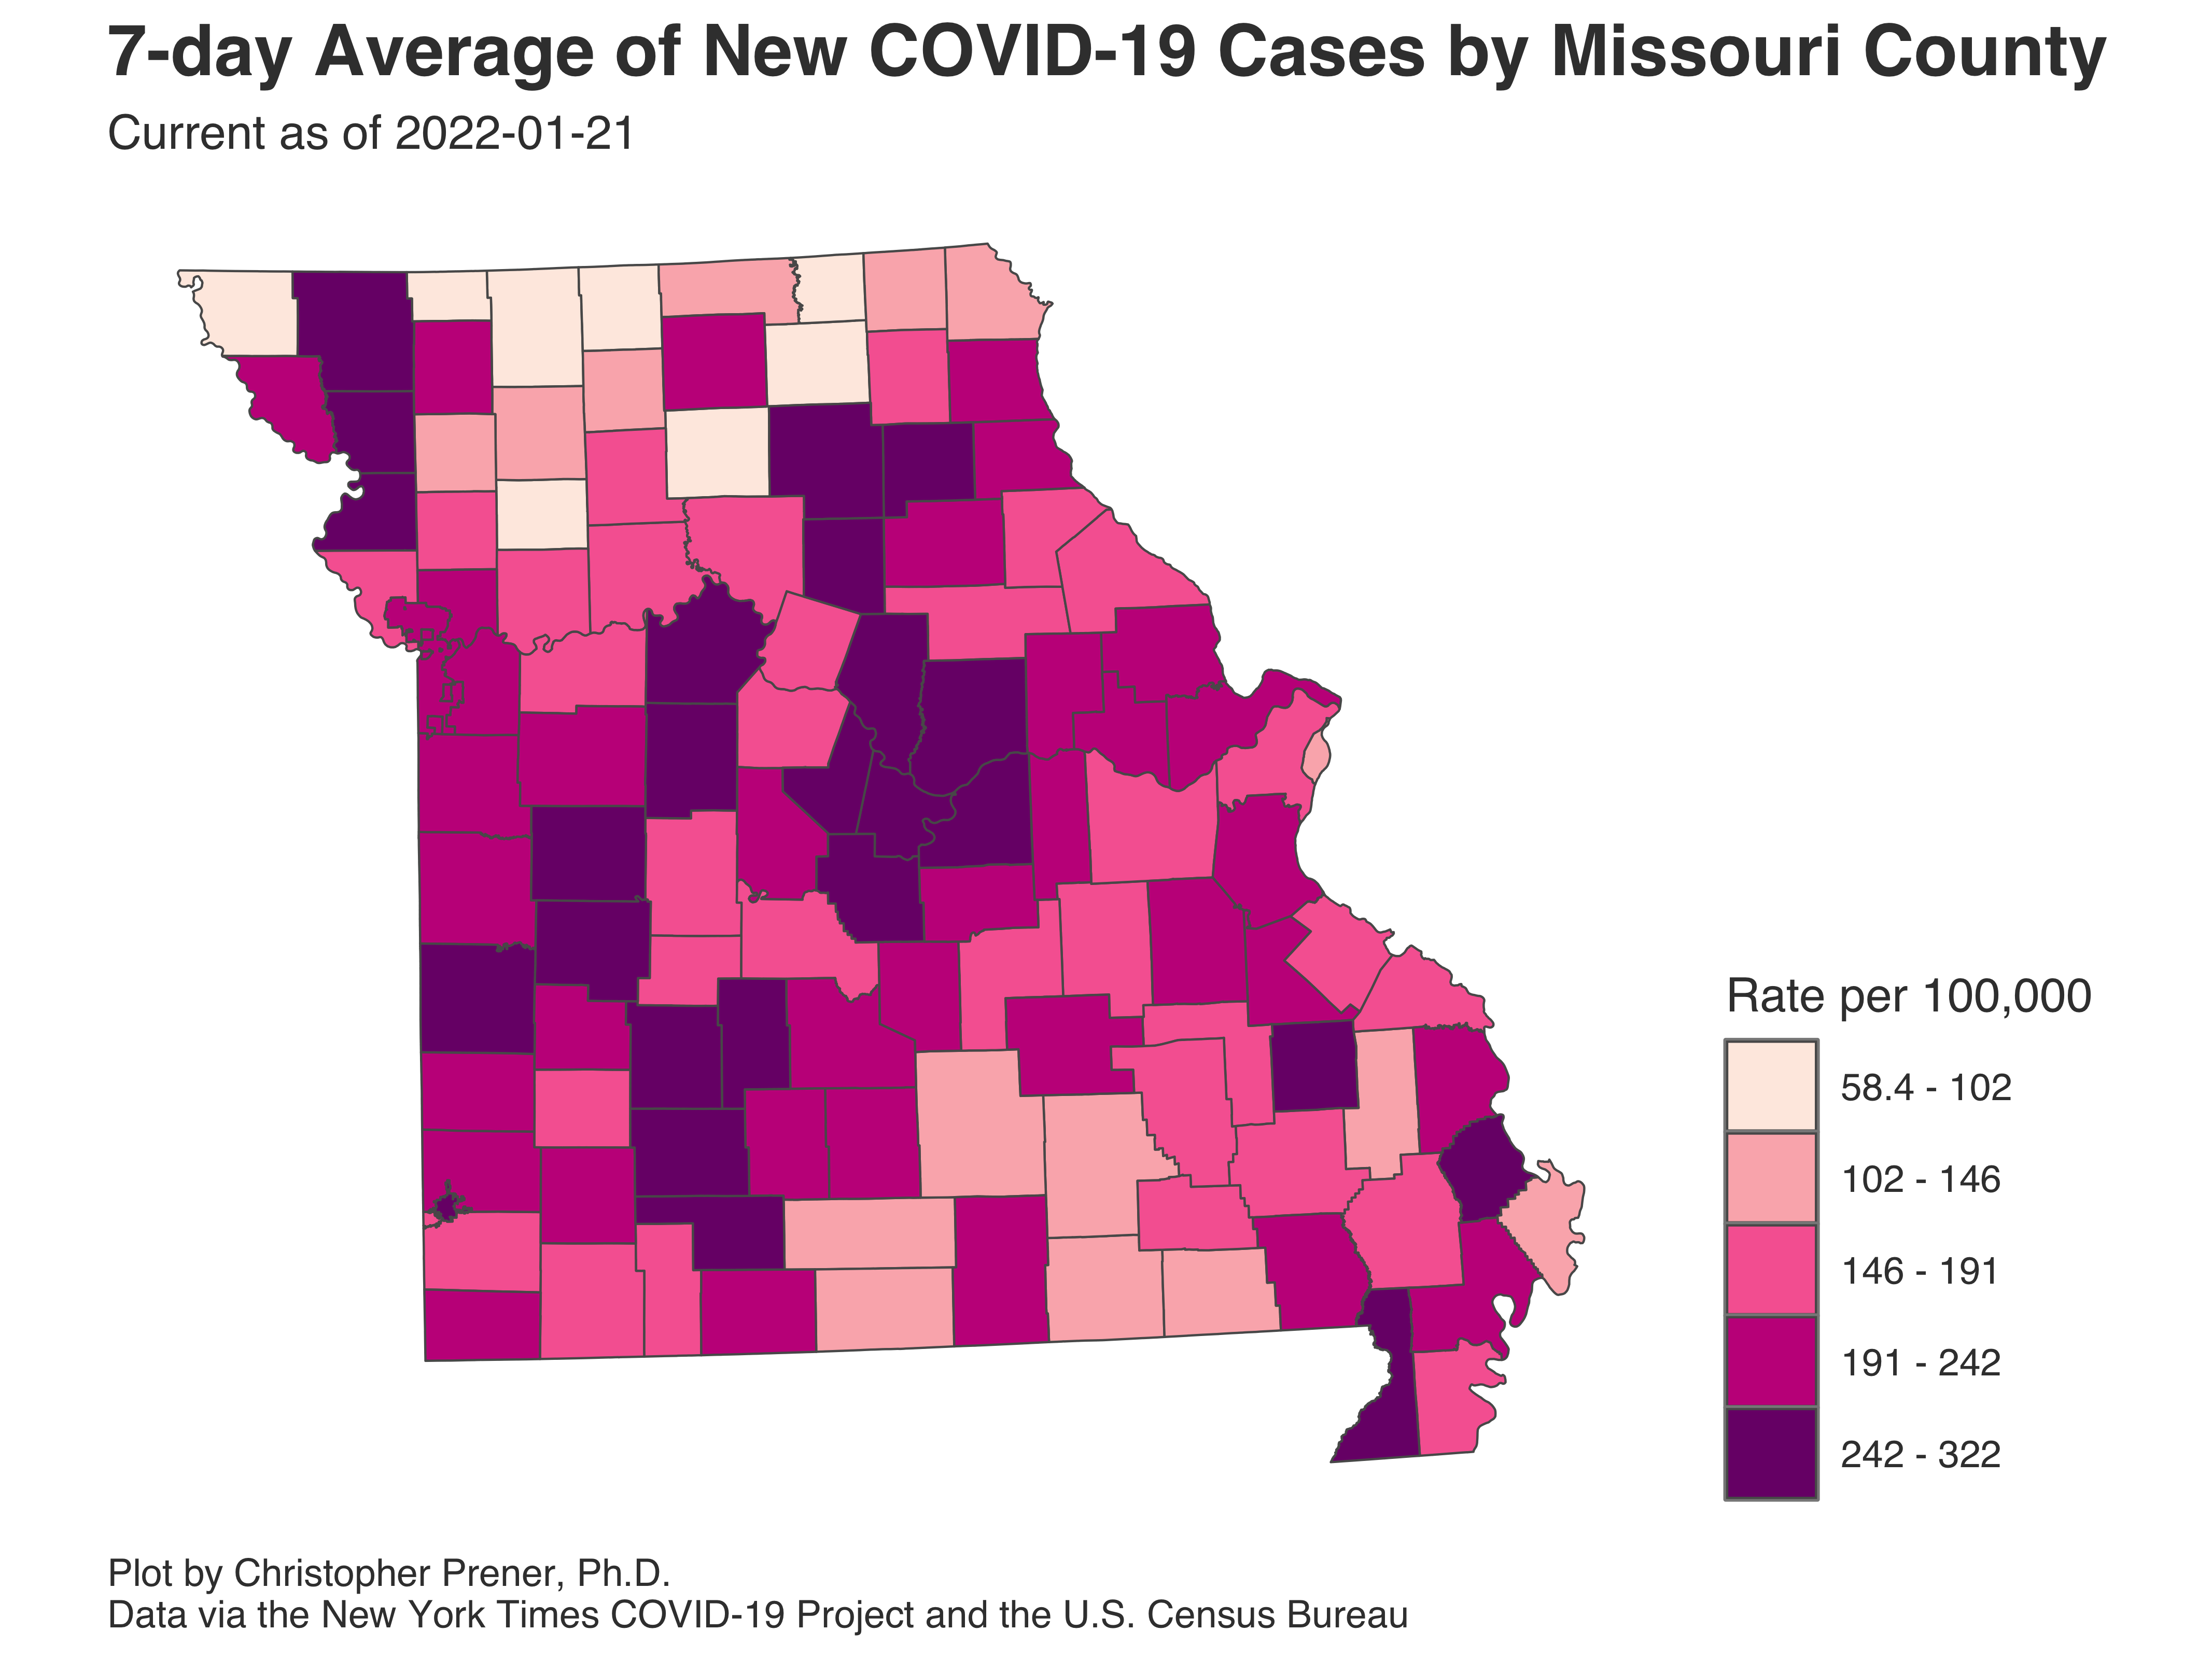 7-day Average of New COVID-19 Cases by Missouri County
Current as of 2022-01-21
Rate per 100,000
58.4 - 102
102 - 146
146 - 191
191 - 242
242 - 322
Plot by Christopher Prener, Ph.D.
Data via the New York Times COVID-19 Project and the U.S. Census Bureau